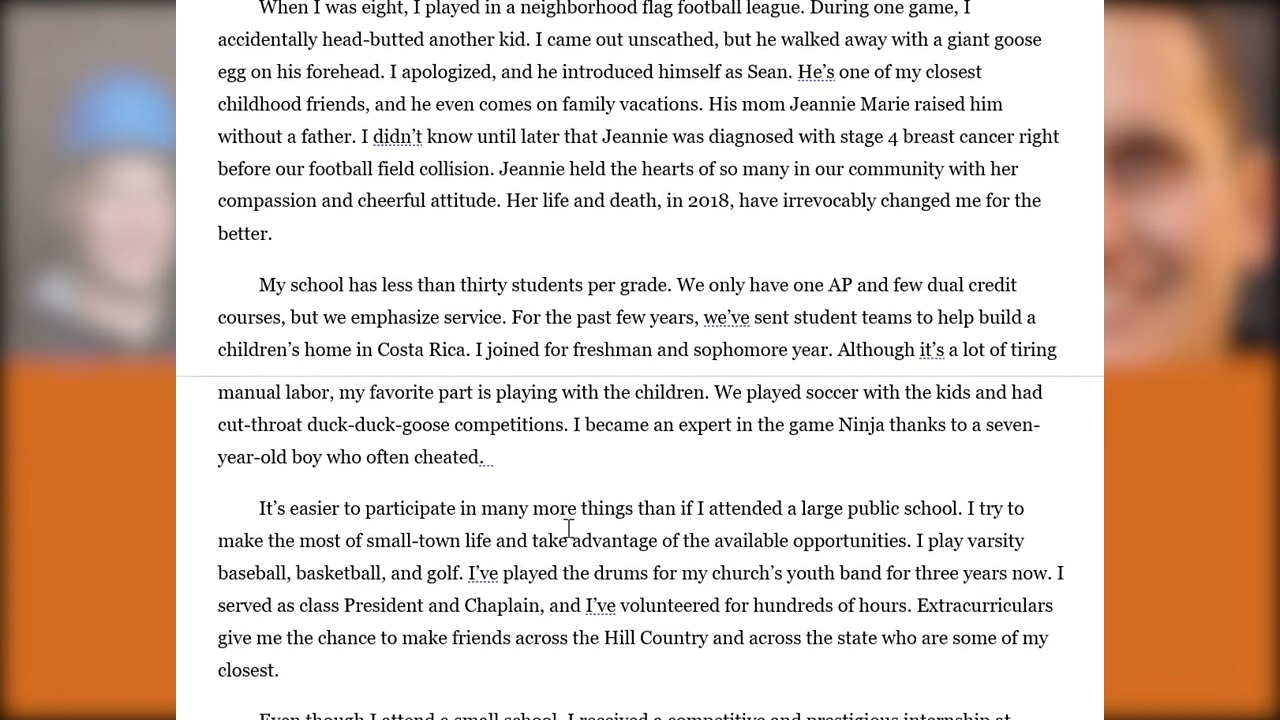 When I was eight, I played in a neighborhood flag football league. During one game, I
accidentally head-butted another kid. I came out unscathed, but he walked away with a giant goose
egg on his forehead. I apologized, and he introduced himself as Sean. He’s one of my closest
childhood friends, and he even comes on family vacations. His mom Jeannie Marie raised him
without a father. I didn’t know until later that Jeannie was diagnosed with stage 4 breast cancer right
before our football field collision. Jeannie held the hearts of so many in our community with her
compassion and cheerful attitude. Her life and death, in 2018, have irrevocably changed me for the
better.
My school has less than thirty students per grade. We only have one AP and few dual credit
courses, but we emphasize service. For the past few years, we’ve sent student teams to help build a
children’s home in Costa Rica. I joined for freshman and sophomore year. Although it’s a lot of tiring
manual labor, my favorite part is playing with the children. We played soccer with the kids and had
cut-throat duck-duck-goose competitions. I became an expert in the game Ninja thanks to a seven-
year-old boy who often cheated.
It’s easier to participate in many more things than if I attended a large public school. I try to
make the most of small-town life and take advantage of the available opportunities. I play varsity
baseball, basketball, and golf. I’ve played the drums for my church’s youth band for three years now. I
served as class President and Chaplain, and I’ve volunteered for hundreds of hours. Extracurriculars
give me the chance to make friends across the Hill Country and across the state who are some of my
closest.
Even though I attend a small school, I received a competitive and prestigious internship at